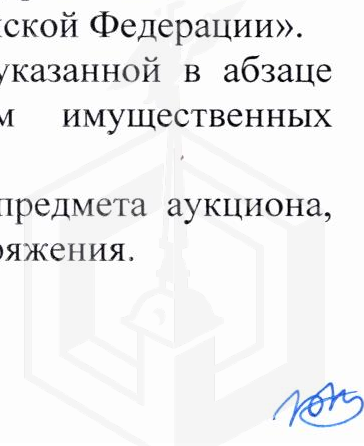 ской Федерации».
указанной в абзаце
м имущественных
предмета аукциона,
ряжения.